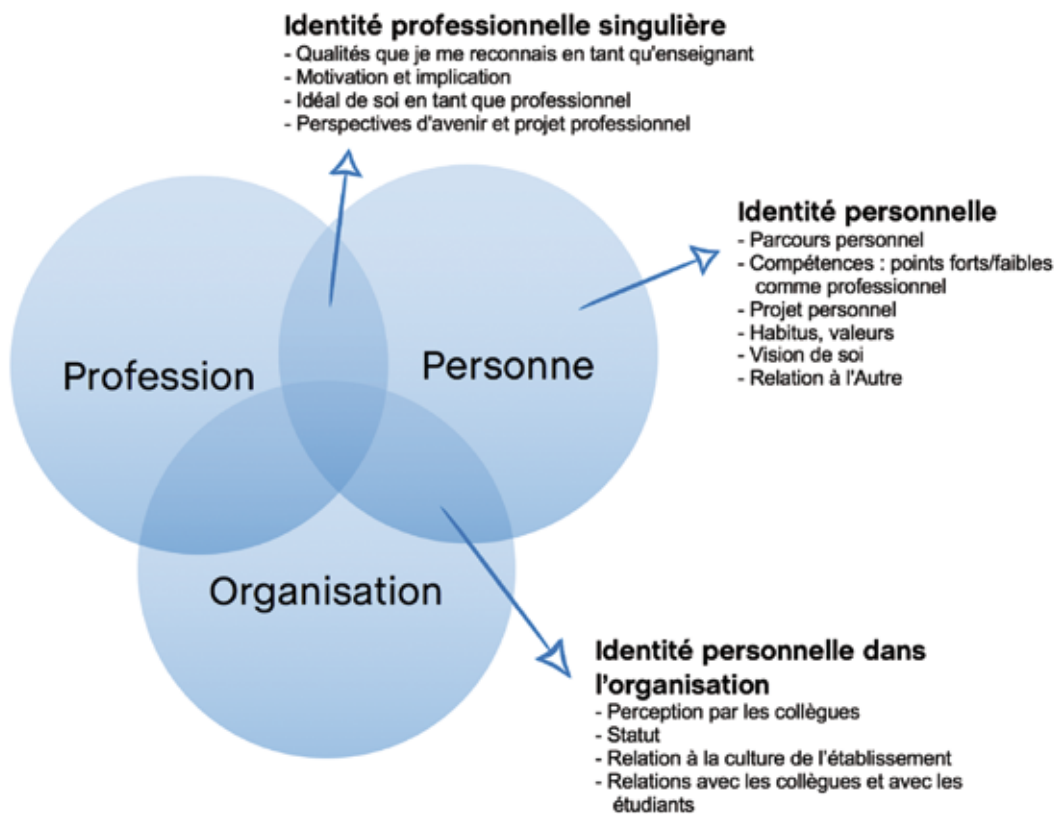 Identité professionnelle singulière
- Qualités que je me reconnais en tant qu'enseignant
- Motivation et implication
- Idéal de soi en tant que professionnel
- Perspectives d'avenir et projet professionnel
Identité personnelle
- Parcours personnel
- Compétences : points forts/faibles
comme professionnel
- Projet personnel
- Habitus, valeurs
- Vision de soi
- Relation à l'Autre
Profession
Personne
Organisation
Identité personnelle dans
l'organisation
- Perception par les collègues
- Statut
- Relation à la culture de l'établissement
- Relations avec les collègues et avec les
étudiants